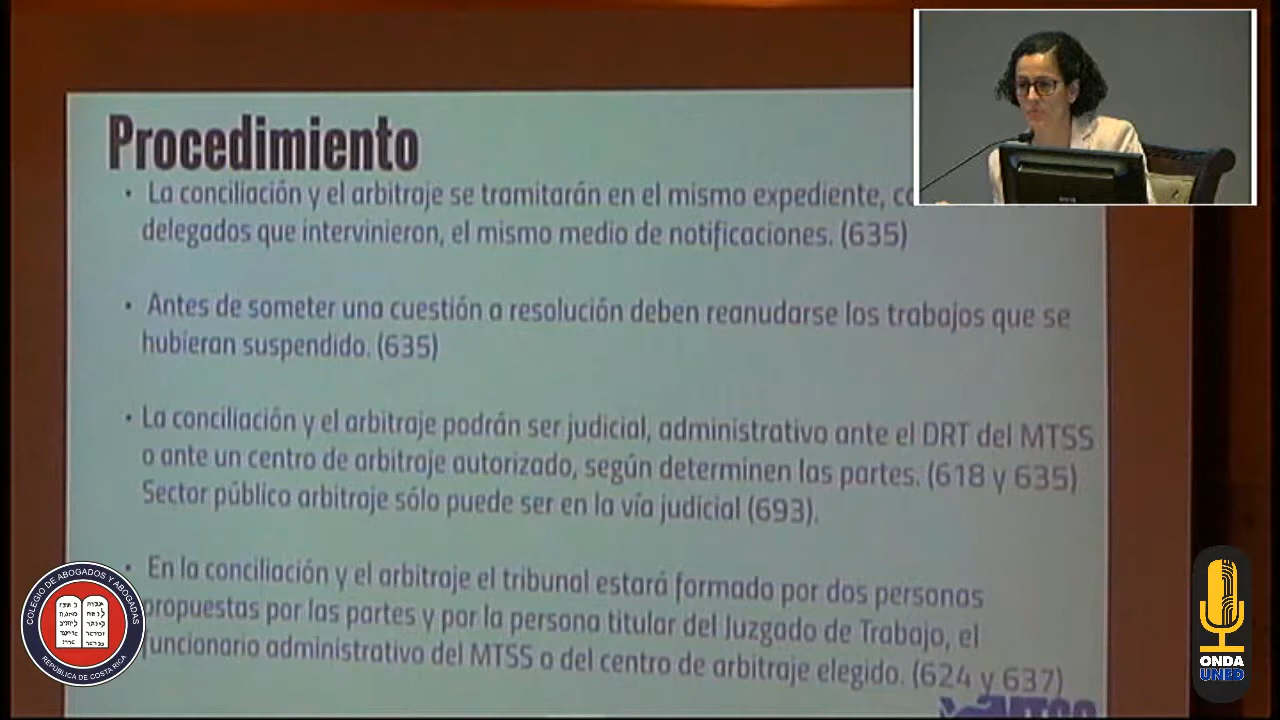 Procedimiento
• La conciliación y el arbitraje se tramitarán en el mismo expediente,
delegados que intervinieron, el mismo medio de notificaciones. (635)
• Antes de someter una cuestión a resolución deben reanudarse los trabajos que se
hubieran suspendido. (635)
• La conciliación y el arbitraje podrán ser judicial, administrativo ante el DRT del MTSS
o ante un centro de arbitraje autorizado, según determinen las partes. (618 y 635)
Sector público arbitraje sólo puede ser en la vía judicial (693).
• En la conciliación y el arbitraje el tribunal estará formado por dos personas
propuestas por las partes y por la persona titular del Juzgado de Trabajo, el
funcionario administrativo del MTSS o del centro de arbitraje elegido. (624 y 637)
MTSS
COLEGIO DE ABOGADOS Y ABOGADAS
REPÚBLICA DE COSTA RICA
ONDA
UNED